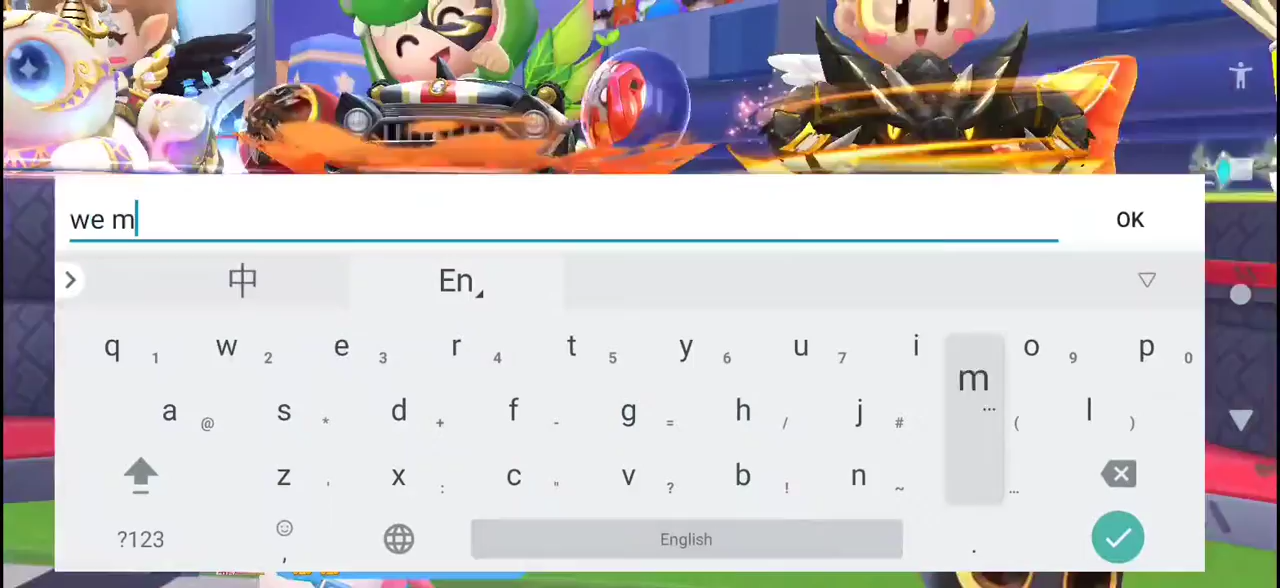 we m
OK
中 En
q 1 w 2 e 3 r 4 t 5 y 6 u 7 i o 9 p 0
m
a @ s * d + f - g = h / j # ( l )
z ' x : c " v ? b ! n ~ ...
?123 , English .